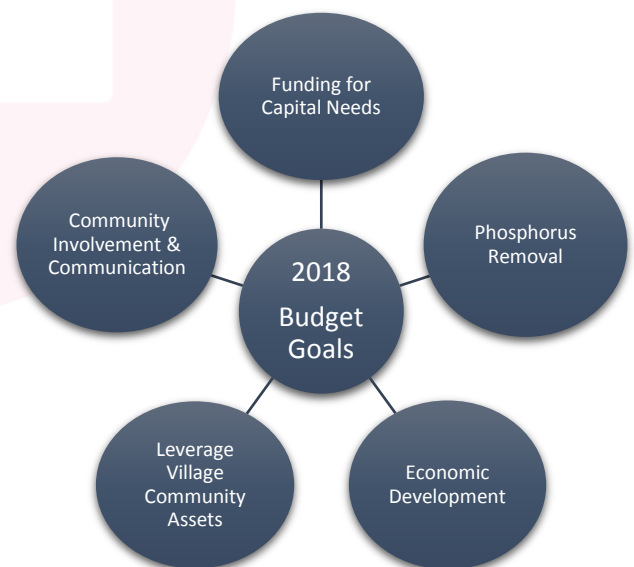 Funding for
Capital Needs
Phosphorus
Removal
Economic
Development
Leverage
Village
Community
Assets
Community
Involvement &
Communication
2018
Budget
Goals